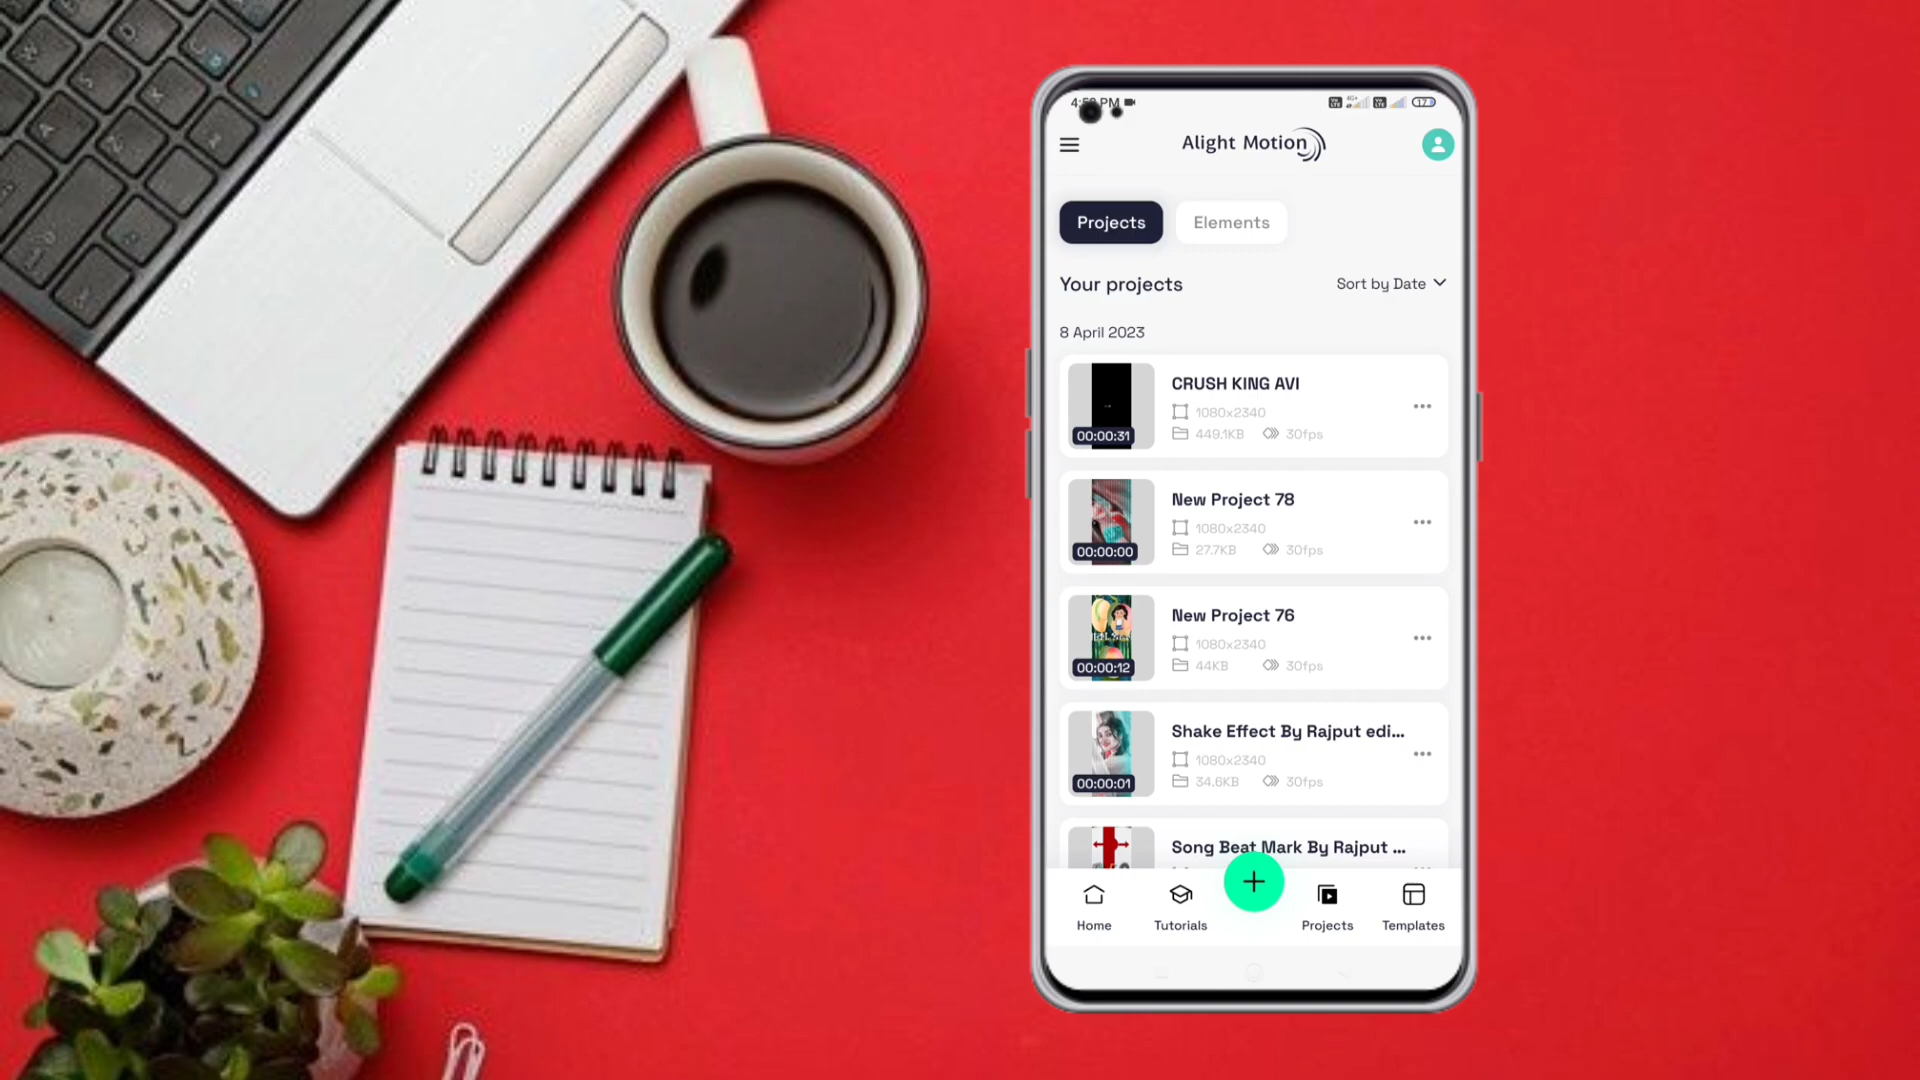 4:58 PM
17
Alight Motion
Projects
Elements
Your projects
Sort by Date
8 April 2023
CRUSH KING AVI
1080x2340
00:00:31
449.1KB
30fps
New Project 78
1080x2340
00:00:00
27.7KB
30fps
New Project 76
1080x2340
00:00:12
44KB
30fps
Shake Effect By Rajput edi...
1080x2340
00:00:01
34.6KB
30fps
Song Beat Mark By Rajput ...
Home
Tutorials
Projects
Templates